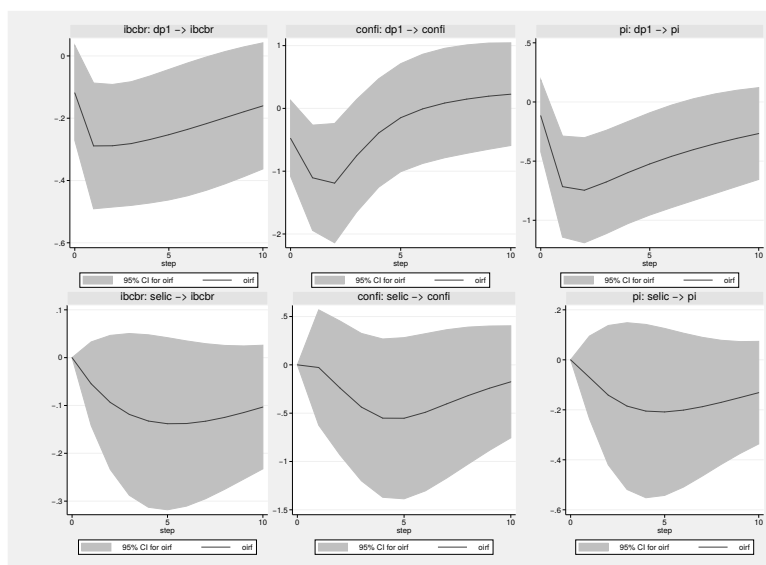 ibcbr: dp1 -> ibcbr
0
-.2
-.4
-.6
0 5 10
step
95% CI for oirf oirf
confi: dp1 -> confi
1
0
-1
-2
0 5 10
step
95% CI for oirf oirf
pi: dp1 -> pi
.5
0
-.5
-1
0 5 10
step
95% CI for oirf oirf
ibcbr: selic -> ibcbr
.1
0
-.1
-.2
-.3
0 5 10
step
95% CI for oirf oirf
confi: selic -> confi
.5
0
-.5
-1
-1.5
0 5 10
step
95% CI for oirf oirf
pi: selic -> pi
.2
0
-.2
-.4
-.6
0 5 10
step
95% CI for oirf oirf